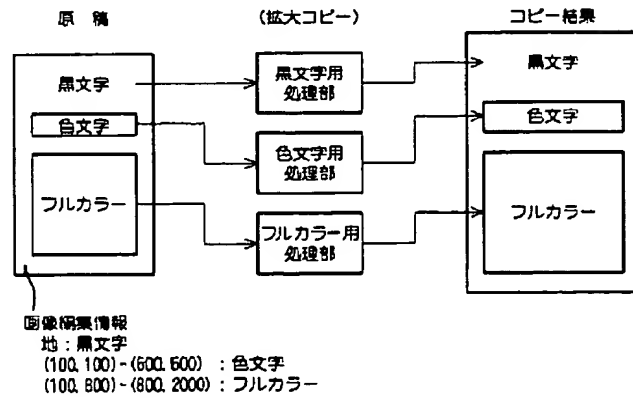 原稿
(拡大コピー)
コピー結果
黒文字
黒文字用
処理部
黒文字
色文字
色文字用
処理部
色文字
フルカラー
フルカラー用
処理部
フルカラー
画像編集情報
地：黒文字
(100,100)-(600,600)：色文字
(100,800)-(800,2000)：フルカラー